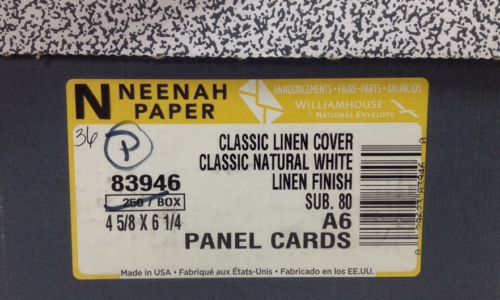 N NEENAH PAPER
ANNOUNCEMENTS • FAIRE-PARTS • ANUNCIOS
WILLIAMHOUSE
NATIONAL ENVELOPE
36
P
CLASSIC LINEN COVER
CLASSIC NATURAL WHITE
83946
LINEN FINISH
250 / BOX
SUB. 80
4 5/8 X 6 1/4
A6
PANEL CARDS
Made in USA • Fabriqué aux États-Unis • Fabricado en los EE.UU.